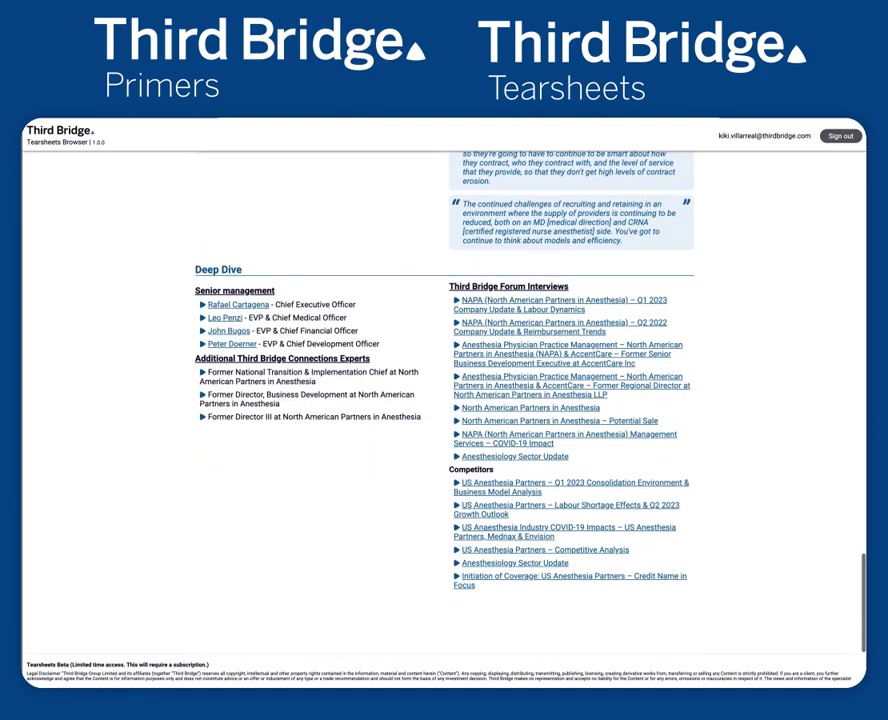 Third Bridge.
Primers
Third Bridge.
Tearsheets
Third Bridge.
Tearsheets Browser | 1.0.0
kiki.villarreal@thirdbridge.com
Sign out
so they're going to have to continue to be smart about how
they contract, who they contract with, and the level of service
that they provide, so that they don't get high levels of contract
erosion.
“ The continued challenges of recruiting and retaining in an ”
environment where the supply of providers is continuing to be
reduced, both on an MD [medical direction] and CRNA
[certified registered nurse anesthetist] side. You've got to
continue to think about models and efficiency.
Deep Dive
Senior management
Rafael Cartagena - Chief Executive Officer
Leo Penzi - EVP & Chief Medical Officer
John Bugos - EVP & Chief Financial Officer
Peter Doerner - EVP & Chief Development Officer
Additional Third Bridge Connections Experts
Former National Transition & Implementation Chief at North
American Partners in Anesthesia
Former Director, Business Development at North American
Partners in Anesthesia
Former Director III at North American Partners in Anesthesia
Third Bridge Forum Interviews
NAPA (North American Partners in Anesthesia) – Q1 2023
Company Update & Labour Dynamics
NAPA (North American Partners in Anesthesia) – Q2 2022
Company Update & Reimbursement Trends
Anesthesia Physician Practice Management – North American
Partners in Anesthesia (NAPA) & AccentCare – Former Senior
Business Development Executive at AccentCare Inc
Anesthesia Physician Practice Management – North American
Partners in Anesthesia & AccentCare – Former Regional Director at
North American Partners in Anesthesia LLP
North American Partners in Anesthesia
North American Partners in Anesthesia – Potential Sale
NAPA (North American Partners in Anesthesia) Management
Services – COVID-19 Impact
Anesthesiology Sector Update
Competitors
US Anesthesia Partners – Q1 2023 Consolidation Environment &
Business Model Analysis
US Anesthesia Partners – Labour Shortage Effects & Q2 2023
Growth Outlook
US Anaesthesia Industry COVID-19 Impacts – US Anesthesia
Partners, Mednax & Envision
US Anesthesia Partners – Competitive Analysis
Anesthesiology Sector Update
Initiation of Coverage: US Anesthesia Partners – Credit Name in
Focus
Tearsheets Beta (Limited time access. This will require a subscription.)
Legal Disclaimer "Third Bridge Group Limited and its affiliates (together "Third Bridge") reserves all copyright, intellectual and other property rights contained in the information, material and content herein ("Content"). Any copying, displaying, distributing, transmitting, publishing, licensing, creating derivative works from, transferring or selling any Content is strictly prohibited. If you are a client, you further
acknowledge and agree that the Content is for information purposes only and does not constitute advice or an offer or inducement of any type or a trade recommendation and should not form the basis of any investment decision. Third Bridge makes no representation and accepts no liability for the Content or for any errors, omissions or inaccuracies in respect of it. The views and information of the specialist